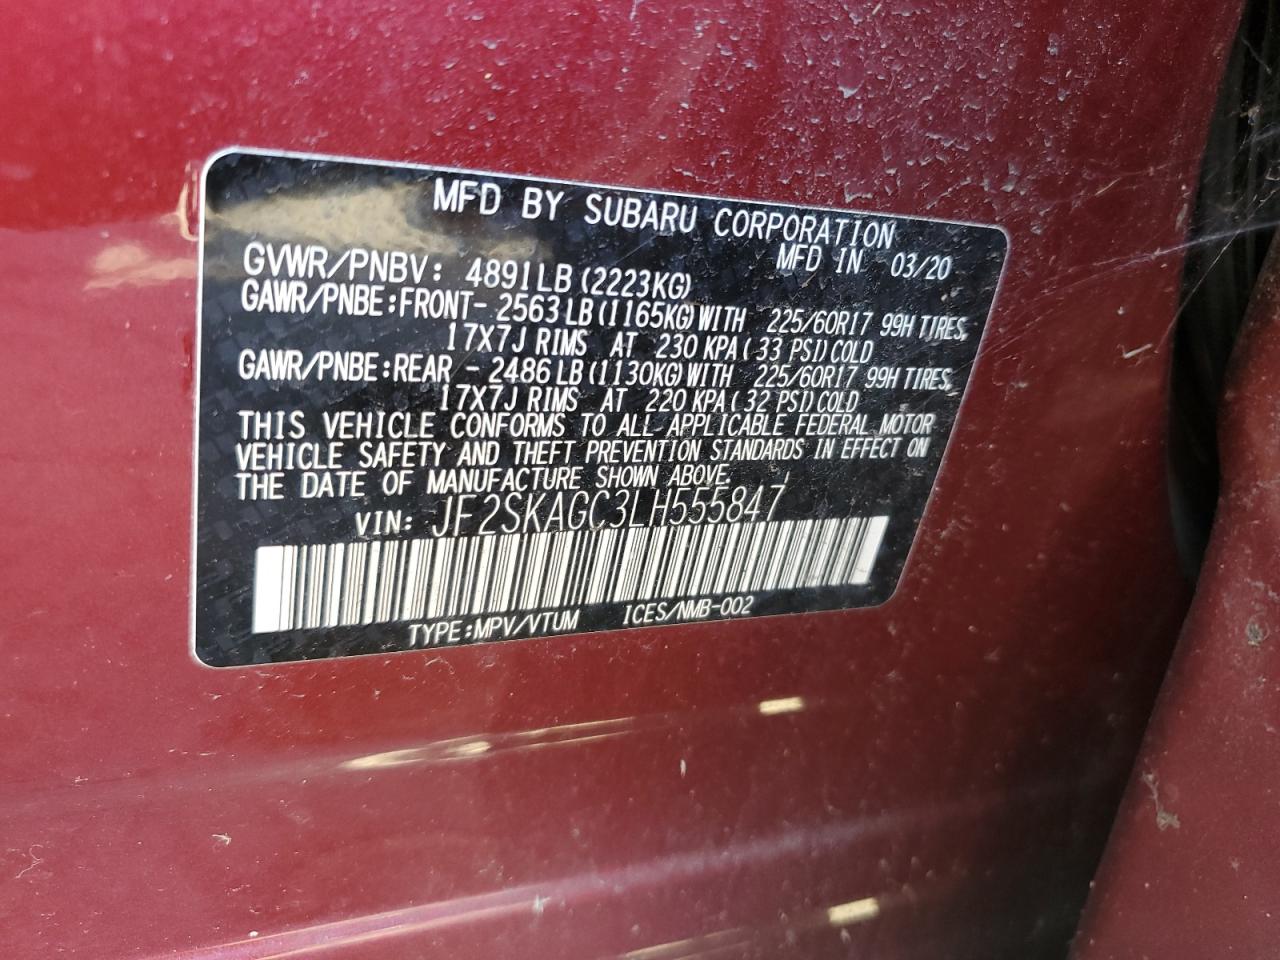 MFD BY SUBARU CORPORATION
MFD IN 03/20
GVWR/PNBV: 4891LB (2223KG)
GAWR/PNBE:FRONT- 2563LB(1165KG)WITH 225/60R17 99H TIRES,
17X7J RIMS AT 230 KPA(33 PSI)COLD
GAWR/PNBE:REAR - 2486LB(1130KG)WITH 225/60R17 99H TIRES,
17X7J RIMS AT 220 KPA(32 PSI)COLD
THIS VEHICLE CONFORMS TO ALL APPLICABLE FEDERAL MOTOR
VEHICLE SAFETY AND THEFT PREVENTION STANDARDS IN EFFECT ON
THE DATE OF MANUFACTURE SHOWN ABOVE.
VIN: JF2SKAGC3LH555847
TYPE:MPV/VTUM ICES/NMB-002